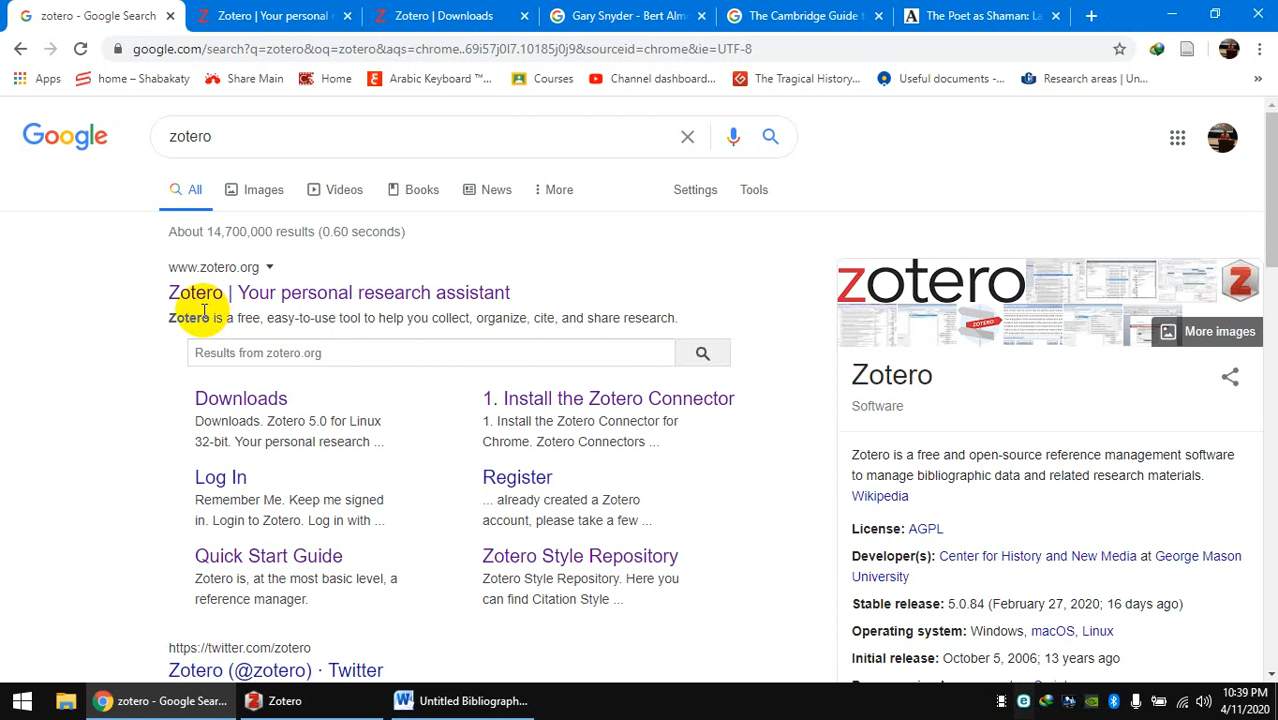 zotero - Google Search
Zotero | Your personal
Zotero | Downloads
Gary Snyder - Bert Alm
The Cambridge Guide t
The Poet as Shaman: La
google.com/search?q=zotero&oq=zotero&aqs=chrome..69i57j0l7.10185j0j9&sourceid=chrome&ie=UTF-8
Apps
home – Shabakaty
Share Main
Home
Arabic Keyboard ™...
Courses
Channel dashboard...
The Tragical History...
Useful documents -...
Research areas | Un...
Google
zotero
All
Images
Videos
Books
News
More
Settings
Tools
About 14,700,000 results (0.60 seconds)
www.zotero.org
Zotero | Your personal research assistant
Zotero is a free, easy-to-use tool to help you collect, organize, cite, and share research.
Results from zotero.org
Downloads
Downloads. Zotero 5.0 for Linux
32-bit. Your personal research ...
1. Install the Zotero Connector
1. Install the Zotero Connector for
Chrome. Zotero Connectors ...
Log In
Remember Me. Keep me signed
in. Login to Zotero. Log in with ...
Register
... already created a Zotero
account, please take a few ...
Quick Start Guide
Zotero is, at the most basic level, a
reference manager.
Zotero Style Repository
Zotero Style Repository. Here you
can find Citation Style ...
https://twitter.com/zotero
Zotero (@zotero) · Twitter
zotero
ZOTERO
More images
Zotero
Software
Zotero is a free and open-source reference management software
to manage bibliographic data and related research materials.
Wikipedia
License: AGPL
Developer(s): Center for History and New Media at George Mason
University
Stable release: 5.0.84 (February 27, 2020; 16 days ago)
Operating system: Windows, macOS, Linux
Initial release: October 5, 2006; 13 years ago
zotero - Google Sear...
Zotero
Untitled Bibliograph...
10:39 PM
4/11/2020